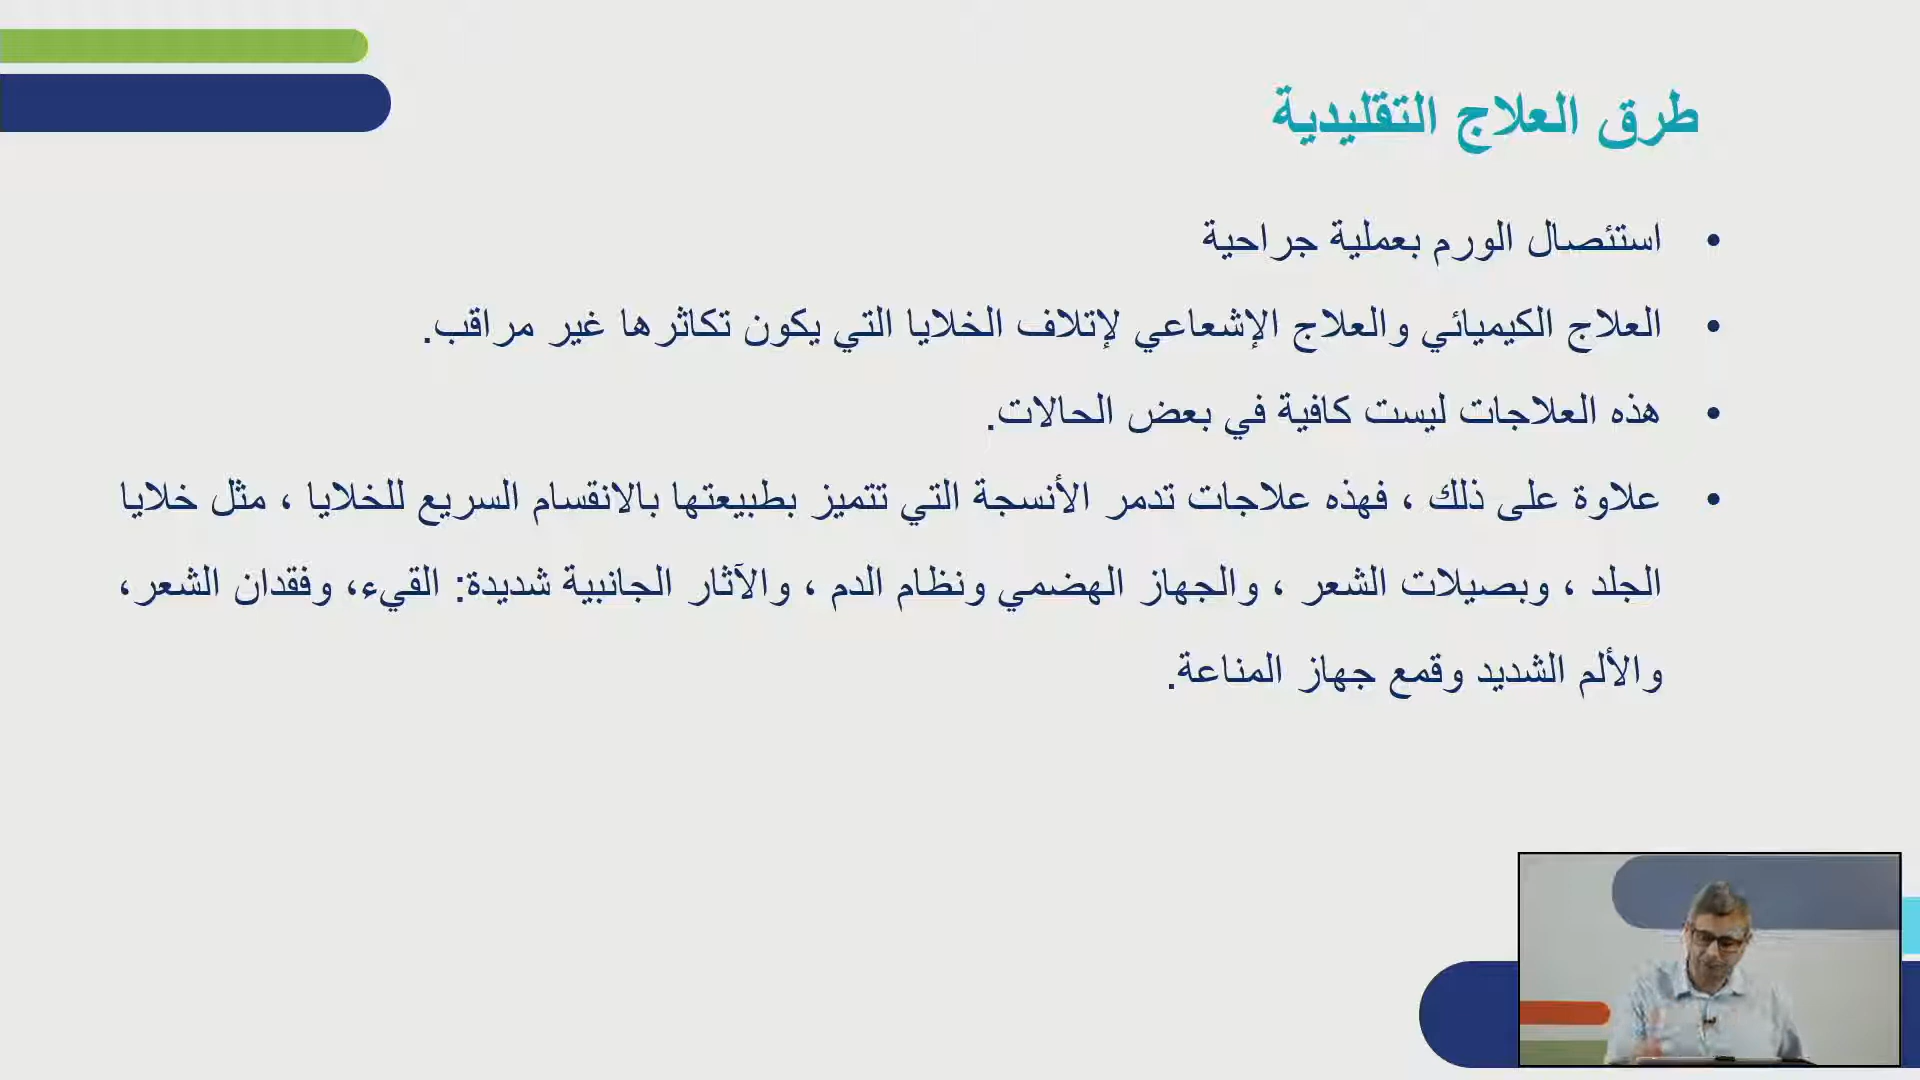 طرق العلاج التقليدية
• استئصال الورم بعملية جراحية
• العلاج الكيميائي والعلاج الإشعاعي لإتلاف الخلايا التي يكون تكاثرها غير مراقب.
• هذه العلاجات ليست كافية في بعض الحالات.
• علاوة على ذلك ، فهذه علاجات تدمر الأنسجة التي تتميز بطبيعتها بالانقسام السريع للخلايا ، مثل خلايا
الجلد ، وبصيلات الشعر ، والجهاز الهضمي ونظام الدم ، والآثار الجانبية شديدة: القيء، وفقدان الشعر،
والألم الشديد وقمع جهاز المناعة.